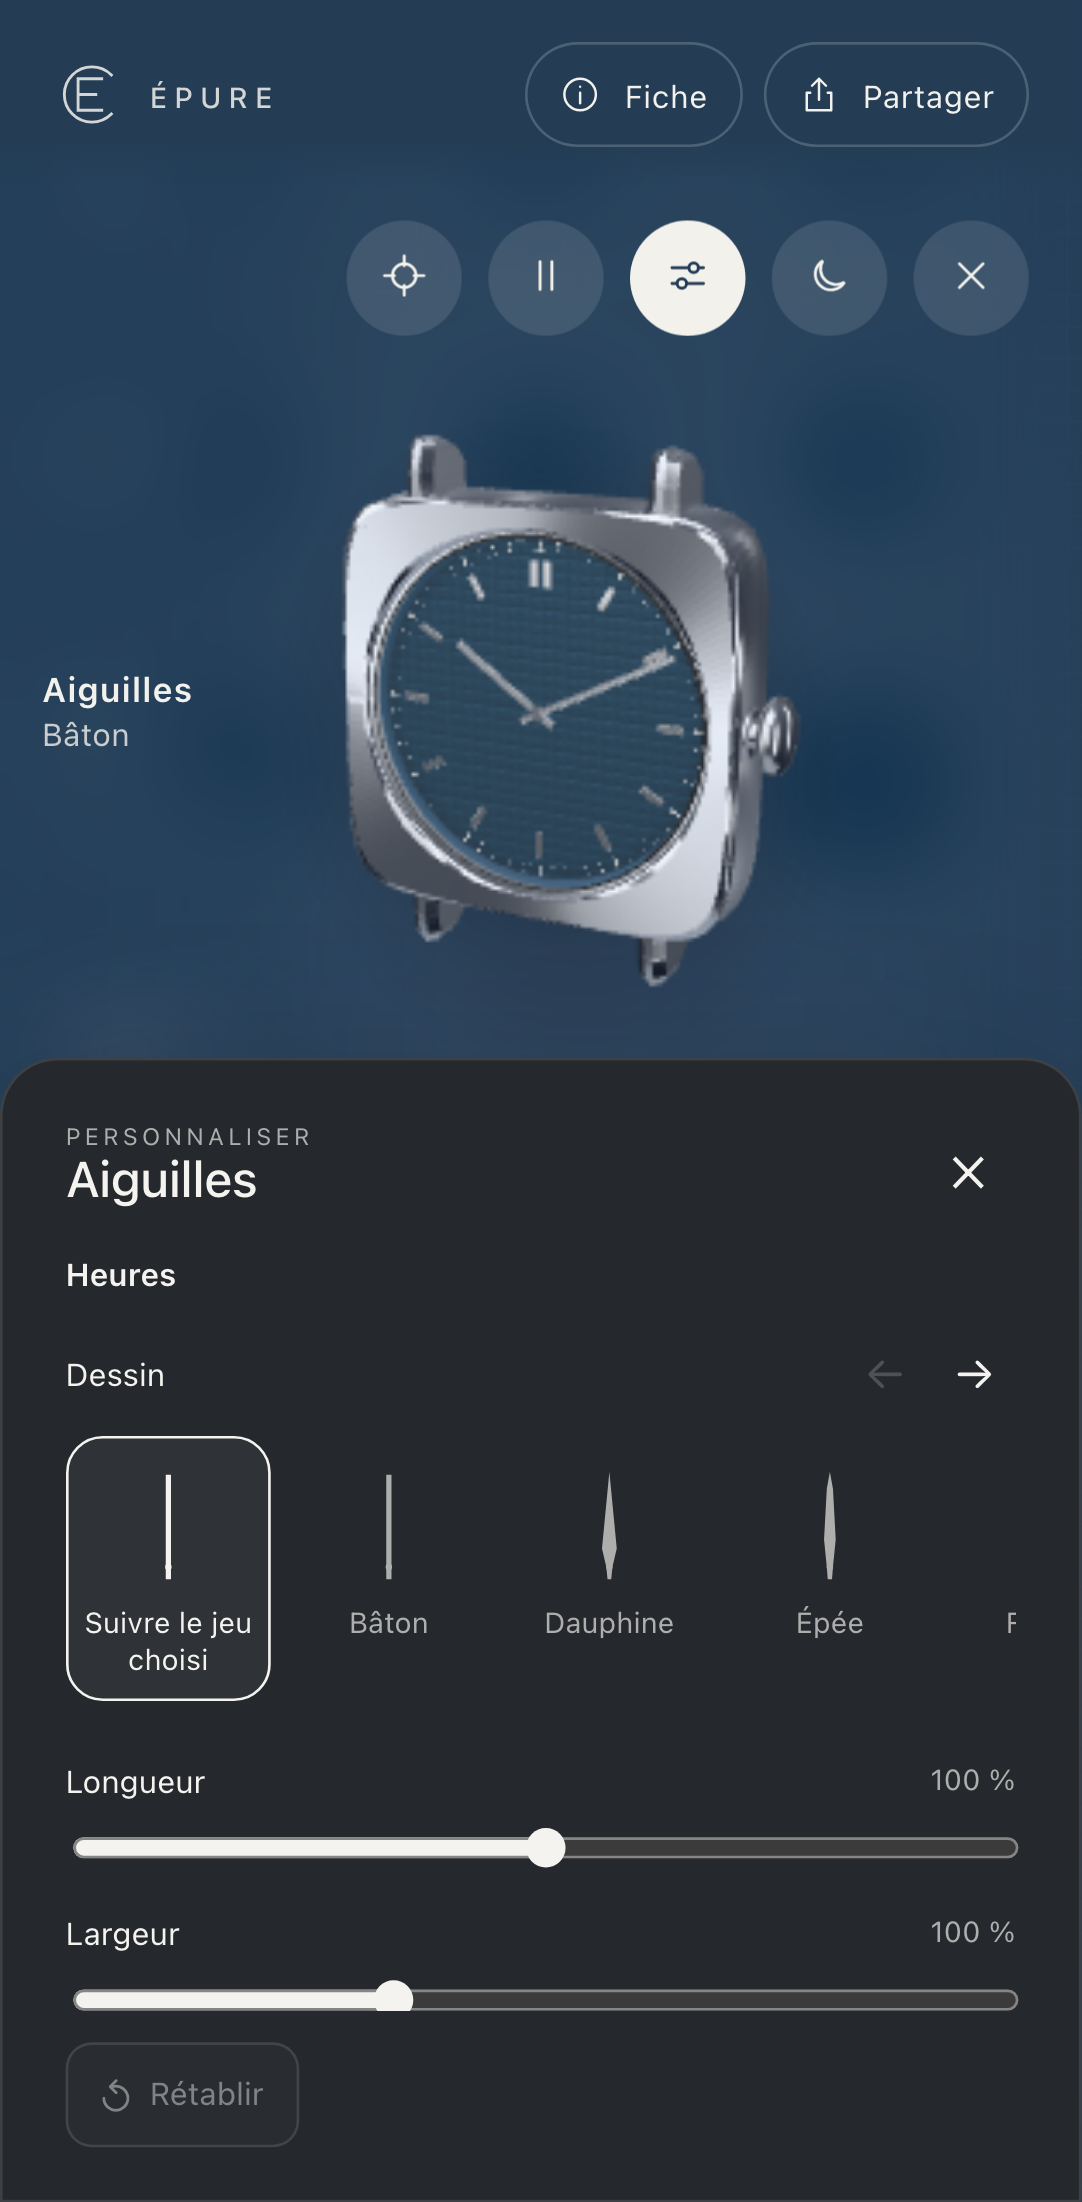 ÉPURE
Fiche
Partager
Aiguilles
Bâton
PERSONNALISER
Aiguilles
Heures
Dessin
Suivre le jeu
choisi
Bâton
Dauphine
Épée
Longueur
100 %
Largeur
100 %
Rétablir